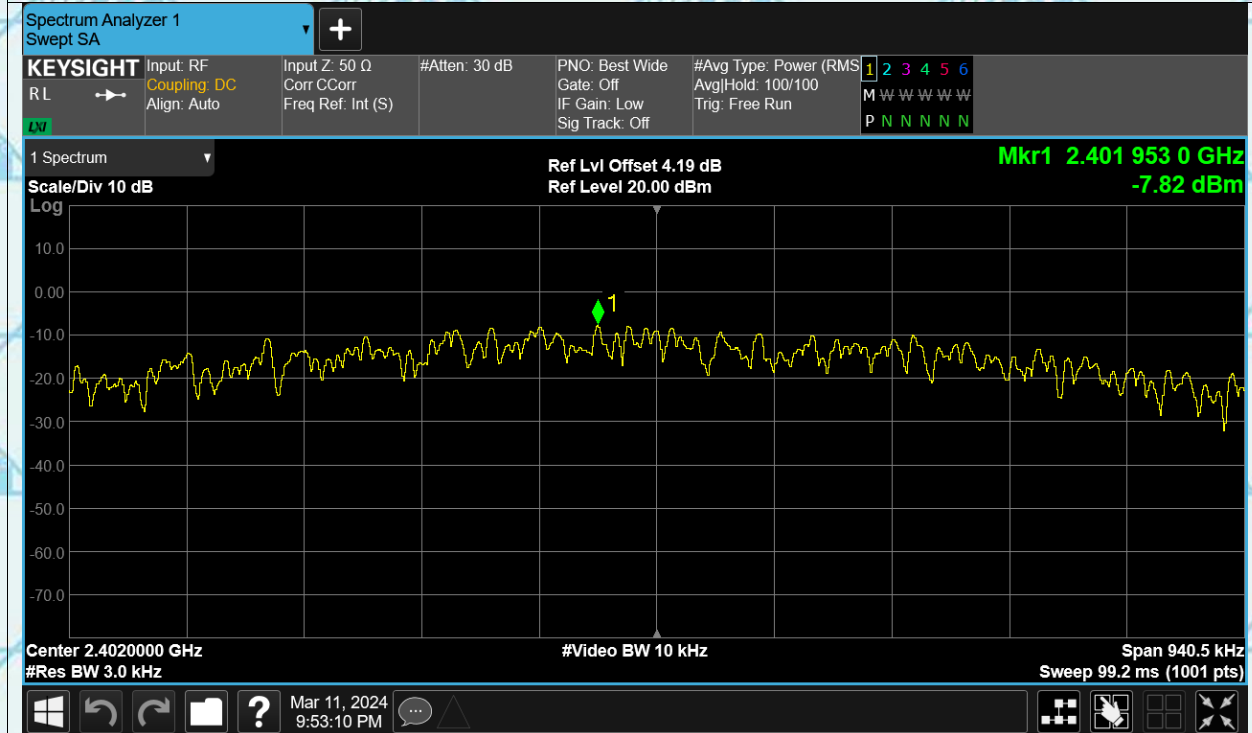 Spectrum Analyzer 1
Swept SA
KEYSIGHT
R L
LXI
Input: RF
Coupling: DC
Align: Auto
Input Z: 50 Ω
Corr CCorr
Freq Ref: Int (S)
#Atten: 30 dB
PNO: Best Wide
Gate: Off
IF Gain: Low
Sig Track: Off
#Avg Type: Power (RMS
Avg|Hold: 100/100
Trig: Free Run
1 2 3 4 5 6
M W W W W W
P N N N N N
1 Spectrum
Scale/Div 10 dB
Log
Ref Lvl Offset 4.19 dB
Ref Level 20.00 dBm
Mkr1 2.401 953 0 GHz
-7.82 dBm
10.0
0.00
-10.0
-20.0
-30.0
-40.0
-50.0
-60.0
-70.0
1
Center 2.4020000 GHz
#Res BW 3.0 kHz
#Video BW 10 kHz
Span 940.5 kHz
Sweep 99.2 ms (1001 pts)
?
Mar 11, 2024
9:53:10 PM